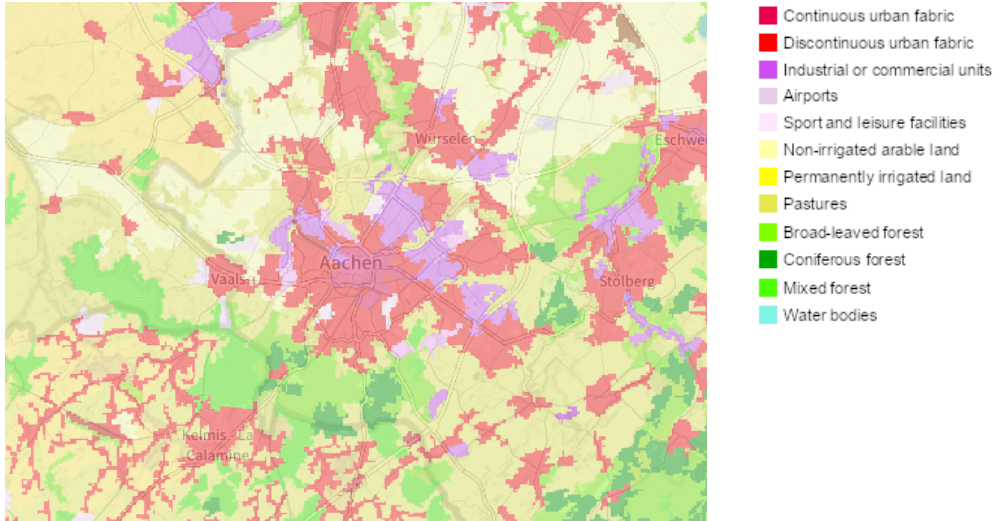 Würselen
Eschwei
Aachen
Vaals
Stolberg
Kelmis - La
Calamine
Continuous urban fabric
Discontinuous urban fabric
Industrial or commercial units
Airports
Sport and leisure facilities
Non-irrigated arable land
Permanently irrigated land
Pastures
Broad-leaved forest
Coniferous forest
Mixed forest
Water bodies